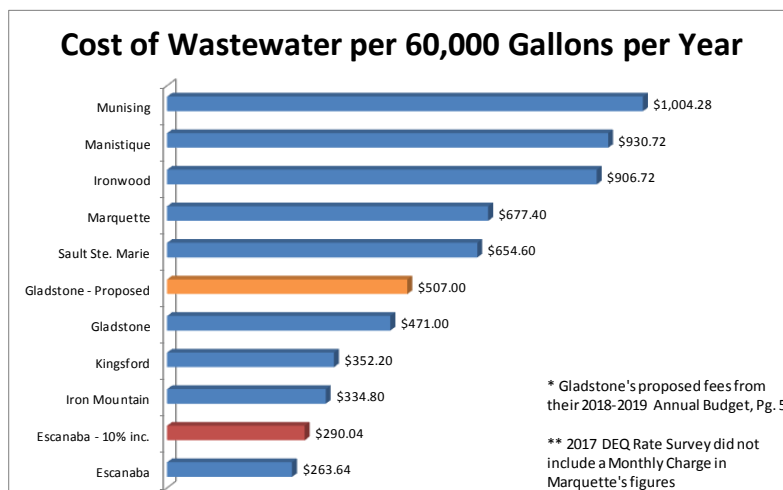 Cost of Wastewater per 60,000 Gallons per Year
Munising $1,004.28
Manistique $930.72
Ironwood $906.72
Marquette $677.40
Sault Ste. Marie $654.60
Gladstone - Proposed $507.00
Gladstone $471.00
Kingsford $352.20
Iron Mountain $334.80
Escanaba - 10% inc. $290.04
Escanaba $263.64
* Gladstone's proposed fees from
their 2018-2019 Annual Budget, Pg. 5
** 2017 DEQ Rate Survey did not
include a Monthly Charge in
Marquette's figures